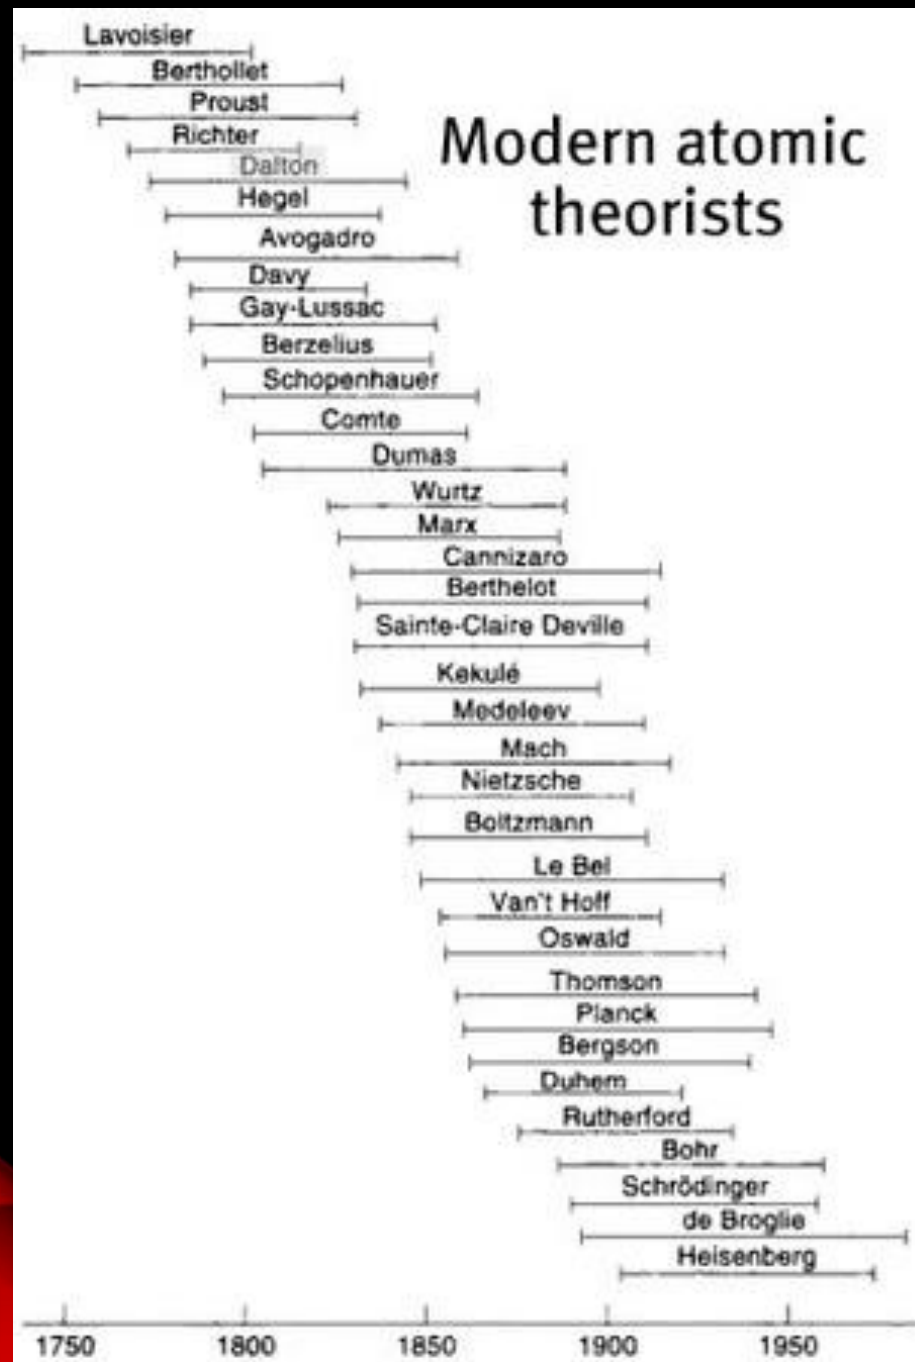 Lavoisier
Berthollet
Proust
Richter
Modern atomic
theorists
Dalton
Hegel
Avogadro
Davy
Gay-Lussac
Berzelius
Schopenhauer
Comte
Dumas
Wurtz
Marx
Cannizaro
Berthelot
Sainte-Claire Deville
Kekulé
Medeleev
Mach
Nietzsche
Boltzmann
Le Bel
Van't Hoff
Oswald
Thomson
Planck
Bergson
Duhem
Rutherford
Bohr
Schrödinger
de Broglie
Heisenberg
1750 1800 1850 1900 1950